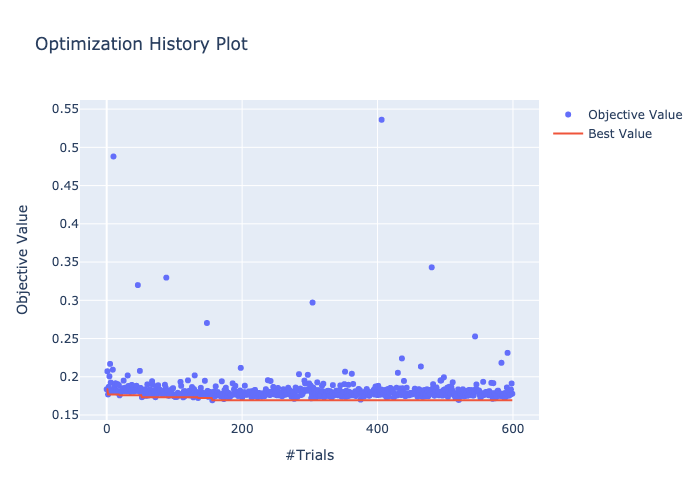 Optimization History Plot
0.55
0.5
0.45
0.4
0.35
0.3
0.25
0.2
0.15
0
200
400
600
#Trials
Objective Value
Objective Value
Best Value